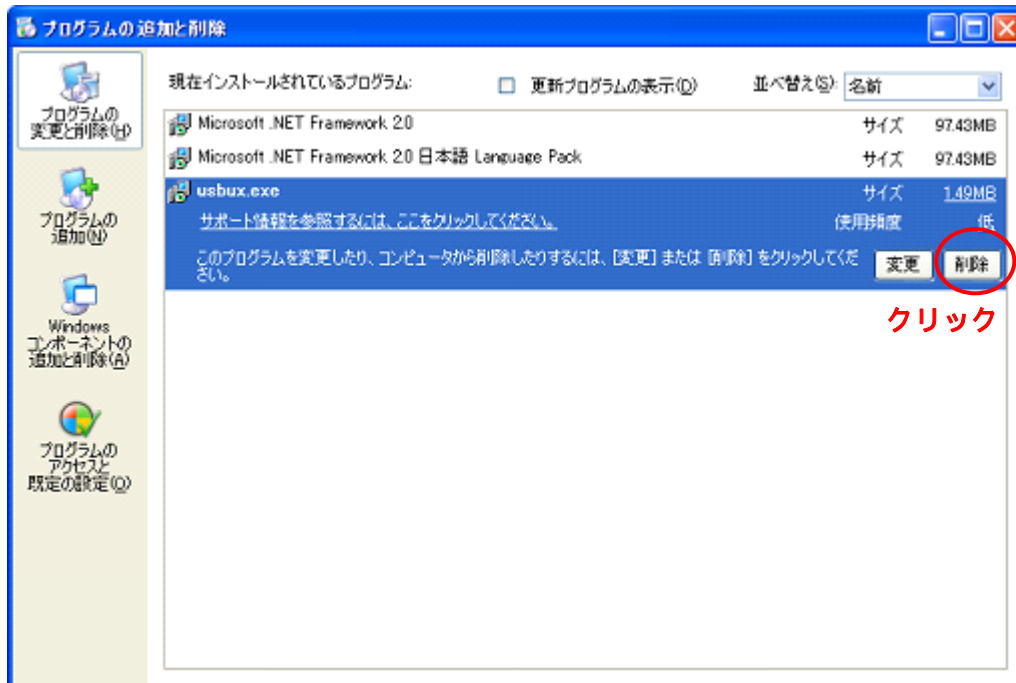 プログラムの追加と削除
プログラムの
変更と削除(H)
プログラムの
追加(N)
Windows
コンポーネントの
追加と削除(A)
プログラムの
アクセスと
既定の設定(O)
現在インストールされているプログラム:
更新プログラムの表示(D)
並べ替え(S):
名前
Microsoft .NET Framework 2.0
サイズ 97.43MB
Microsoft .NET Framework 2.0 日本語 Language Pack
サイズ 97.43MB
usbux.exe
サイズ 1.49MB
サポート情報を参照するには、ここをクリックしてください。
使用頻度 低
このプログラムを変更したり、コンピュータから削除したりするには、[変更] または [削除] をクリックしてくだ
さい。
変更
削除
クリック